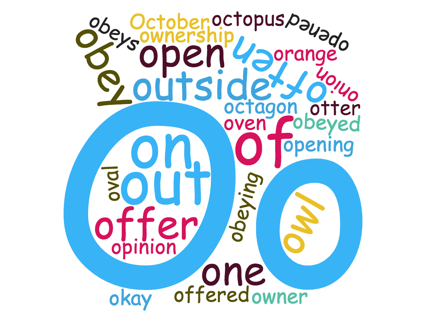 obeys
October
octopus
opened
ownership
obey
open
often
orange
onion
outside
octagon
otter
oven
of
obeyed
opening
O
on
out
oval
offer
opinion
obeying
o
owl
one
okay
offered
owner